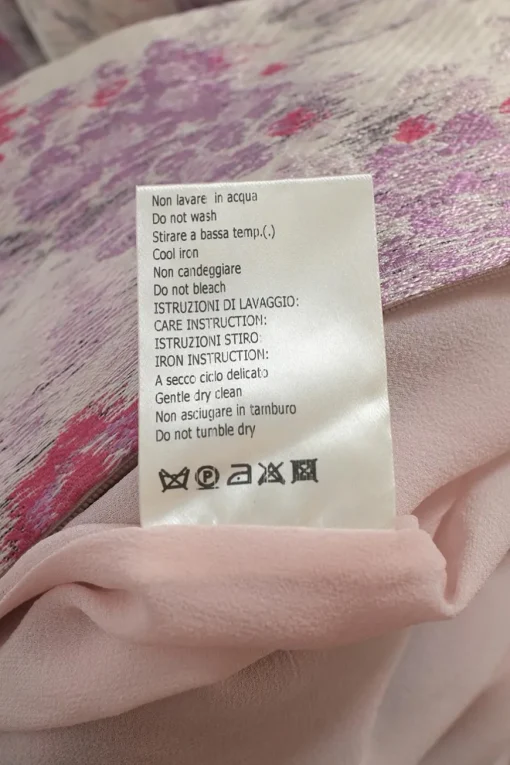 Non lavare in acqua
Do not wash
Stirare a bassa temp.(.)
Cool iron
Non candeggiare
Do not bleach
ISTRUZIONI DI LAVAGGIO:
CARE INSTRUCTION:
ISTRUZIONI STIRO:
IRON INSTRUCTION:
A secco ciclo delicato
Gentle dry clean
Non asciugare in tamburo
Do not tumble dry
P